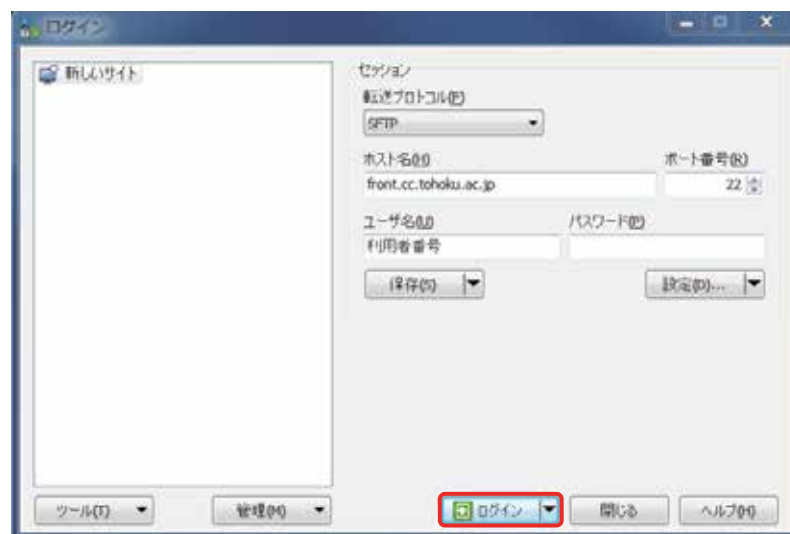 ログイン
新しいサイト
セッション
転送プロトコル(F)
SFTP
ホスト名(H)
ポート番号(R)
front.cc.tohoku.ac.jp
22
ユーザ名(U)
パスワード(P)
利用者番号
保存(S)
設定(D)...
ツール(T)
管理(M)
ログイン
閉じる
ヘルプ(H)